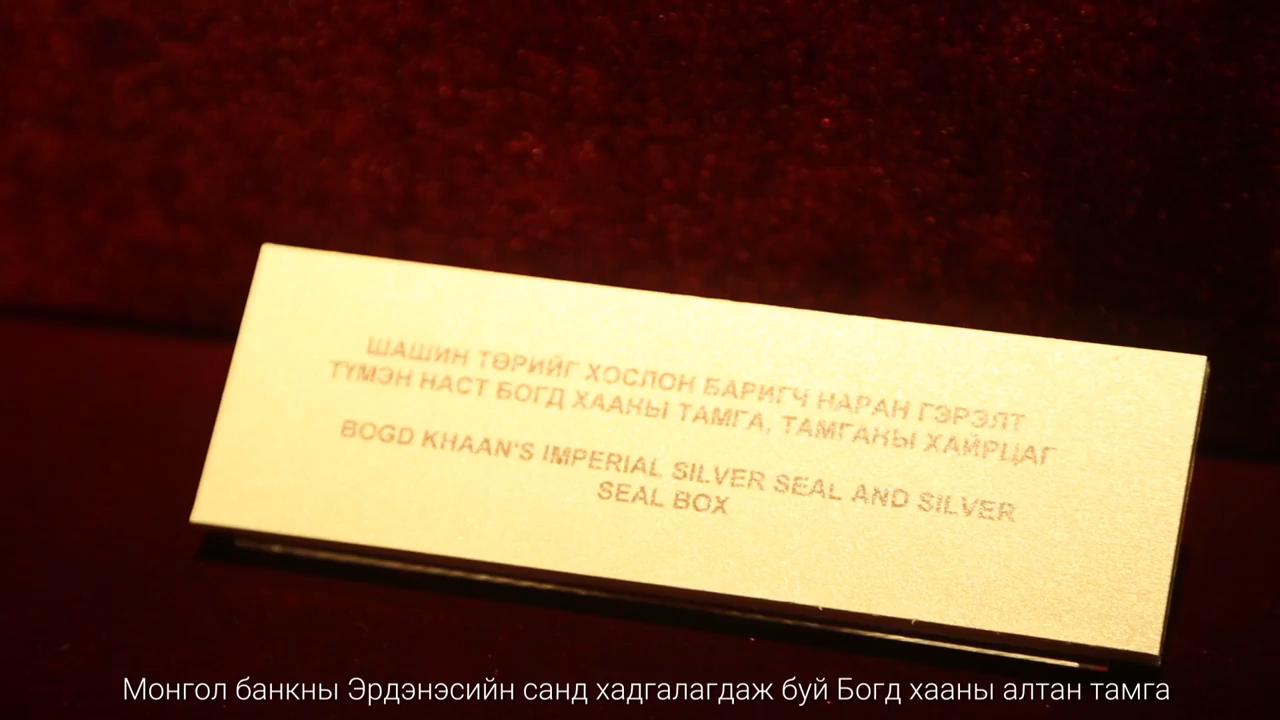 ШАШИН ТӨРИЙГ ХОСЛОН БАРИГЧ НАРАН ГЭРЭЛТ
ТҮМЭН НАСТ БОГД ХААНЫ ТАМГА, ТАМГАНЫ ХАЙРЦАГ
BOGD KHAAN'S IMPERIAL SILVER SEAL AND SILVER
SEAL BOX
Монгол банкны Эрдэнэсийн санд хадгалагдаж буй Богд хааны алтан тамга